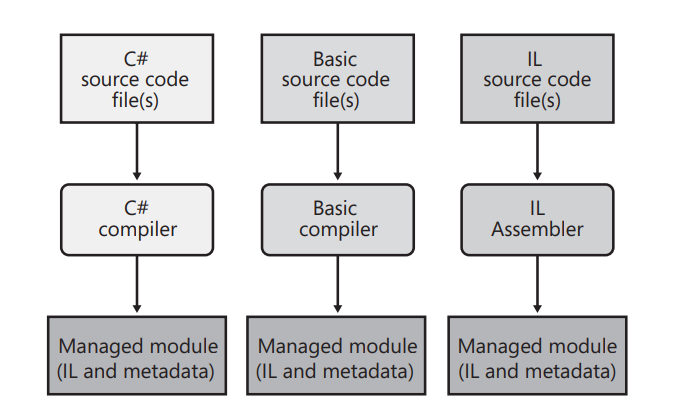 C#
source code
file(s)
Basic
source code
file(s)
IL
source code
file(s)
C#
compiler
Basic
compiler
IL
Assembler
Managed module
(IL and metadata)
Managed module
(IL and metadata)
Managed module
(IL and metadata)